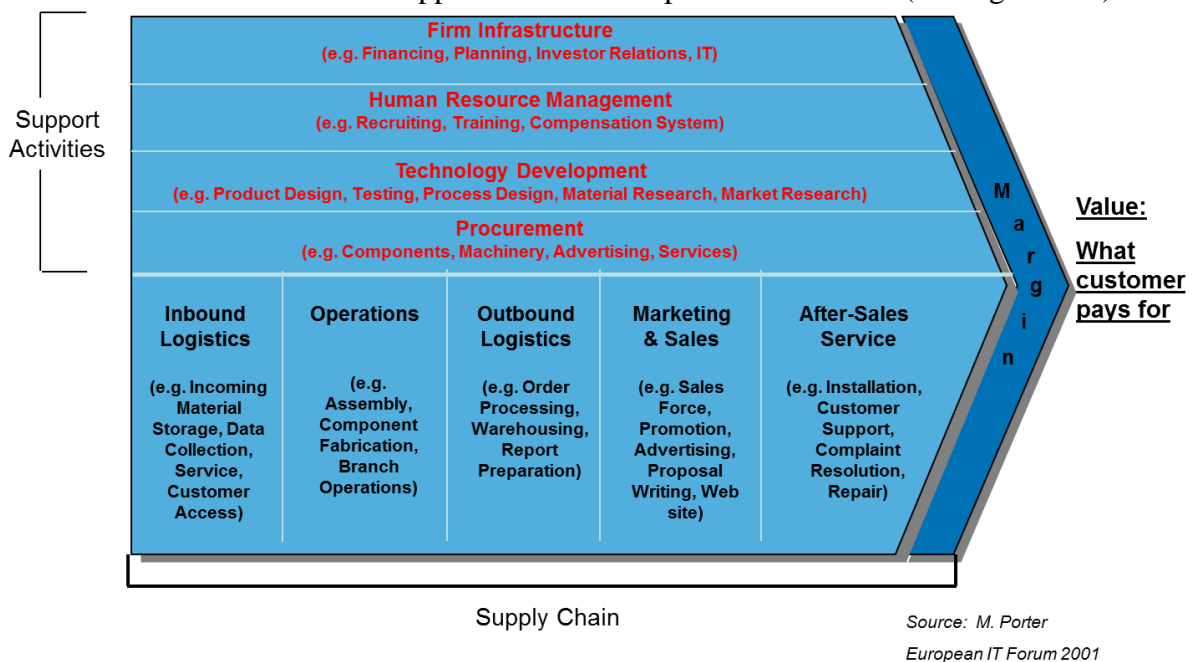 Firm Infrastructure
(e.g. Financing, Planning, Investor Relations, IT)
Human Resource Management
(e.g. Recruiting, Training, Compensation System)
Technology Development
(e.g. Product Design, Testing, Process Design, Material Research, Market Research)
Procurement
(e.g. Components, Machinery, Advertising, Services)
Support
Activities
Inbound
Logistics
(e.g. Incoming
Material
Storage, Data
Collection,
Service,
Customer
Access)
Operations
(e.g.
Assembly,
Component
Fabrication,
Branch
Operations)
Outbound
Logistics
(e.g. Order
Processing,
Warehousing,
Report
Preparation)
Marketing
& Sales
(e.g. Sales
Force,
Promotion,
Advertising,
Proposal
Writing, Web
site)
After-Sales
Service
(e.g. Installation,
Customer
Support,
Complaint
Resolution,
Repair)
Margin
Value:
What
customer
pays for
Supply Chain
Source: M. Porter
European IT Forum 2001